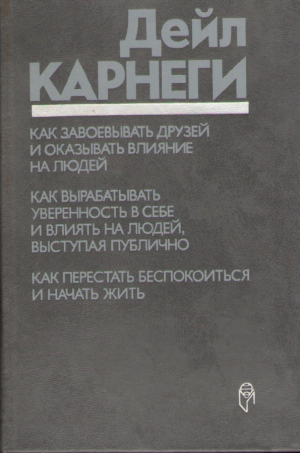 Дейл
КАРНЕГИ
КАК ЗАВОЕВЫВАТЬ ДРУЗЕЙ
И ОКАЗЫВАТЬ ВЛИЯНИЕ
НА ЛЮДЕЙ
КАК ВЫРАБАТЫВАТЬ
УВЕРЕННОСТЬ В СЕБЕ
И ВЛИЯТЬ НА ЛЮДЕЙ,
ВЫСТУПАЯ ПУБЛИЧНО
КАК ПЕРЕСТАТЬ БЕСПОКОИТЬСЯ
И НАЧАТЬ ЖИТЬ